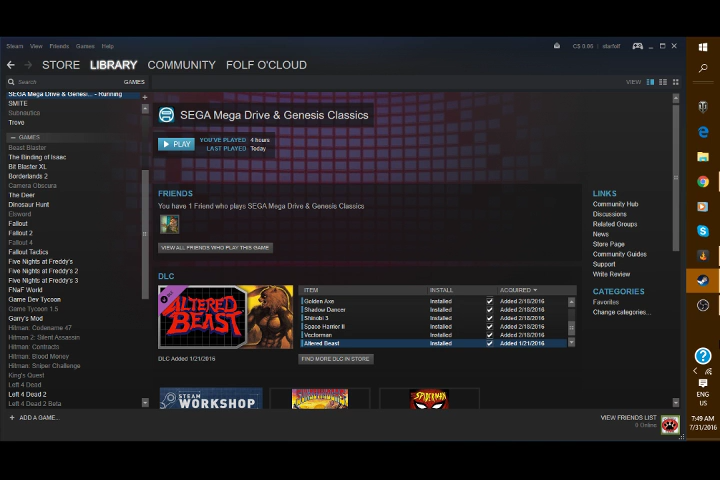 Steam View Friends Games Help
C$ 0.06 starfolf
STORE LIBRARY COMMUNITY FOLF O'CLOUD
Search GAMES
VIEW
SEGA Mega Drive & Genesi... - Running
SMITE
Subnautica
Trove
GAMES
Beast Blaster
The Binding of Isaac
Bit Blaster XL
Borderlands 2
Camera Obscura
The Deer
Dinosaur Hunt
Elsword
Fallout
Fallout 2
Fallout 4
Fallout Tactics
Five Nights at Freddy's
Five Nights at Freddy's 2
Five Nights at Freddy's 3
FNaF World
Game Dev Tycoon
Game Tycoon 1.5
Garry's Mod
Hitman: Codename 47
Hitman 2: Silent Assassin
Hitman: Contracts
Hitman: Blood Money
Hitman: Sniper Challenge
King's Quest
Left 4 Dead
Left 4 Dead 2
Left 4 Dead 2 Beta
+ ADD A GAME...
SEGA Mega Drive & Genesis Classics
PLAY
YOU'VE PLAYED 4 hours
LAST PLAYED Today
FRIENDS
You have 1 Friend who plays SEGA Mega Drive & Genesis Classics
VIEW ALL FRIENDS WHO PLAY THIS GAME
DLC
ALTERED BEAST
DLC Added 1/21/2016
ITEM INSTALL ACQUIRED
Golden Axe Installed Added 2/18/2016
Shadow Dancer Installed Added 2/18/2016
Shinobi 3 Installed Added 2/18/2016
Space Harrier II Installed Added 2/18/2016
Vectorman Installed Added 2/18/2016
Altered Beast Installed Added 1/21/2016
FIND MORE DLC IN STORE
STEAM WORKSHOP
SPIDERMAN
LINKS
Community Hub
Discussions
Related Groups
News
Store Page
Community Guides
Support
Write Review
CATEGORIES
Favorites
Change categories...
VIEW FRIENDS LIST
8 Online
ENG
US
7:49 AM
7/31/2016